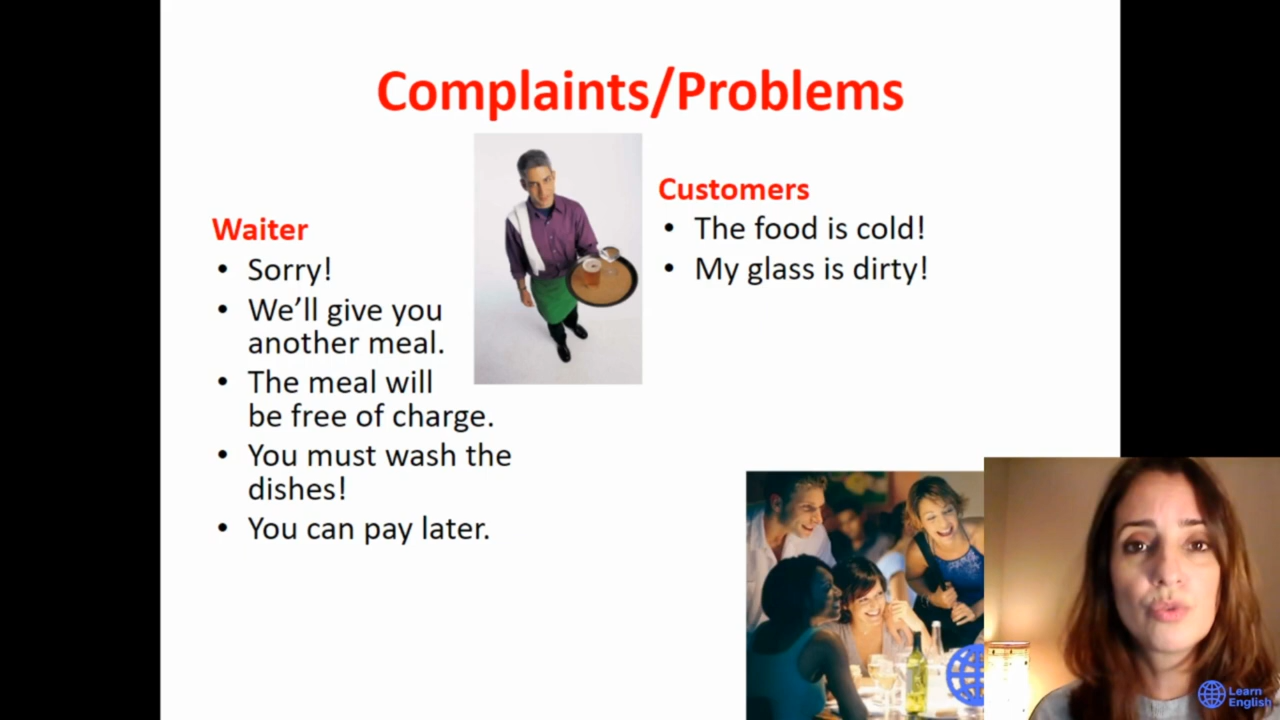 Complaints/Problems
Waiter
• Sorry!
• We’ll give you
another meal.
• The meal will
be free of charge.
• You must wash the
dishes!
• You can pay later.
Customers
• The food is cold!
• My glass is dirty!
Learn
English